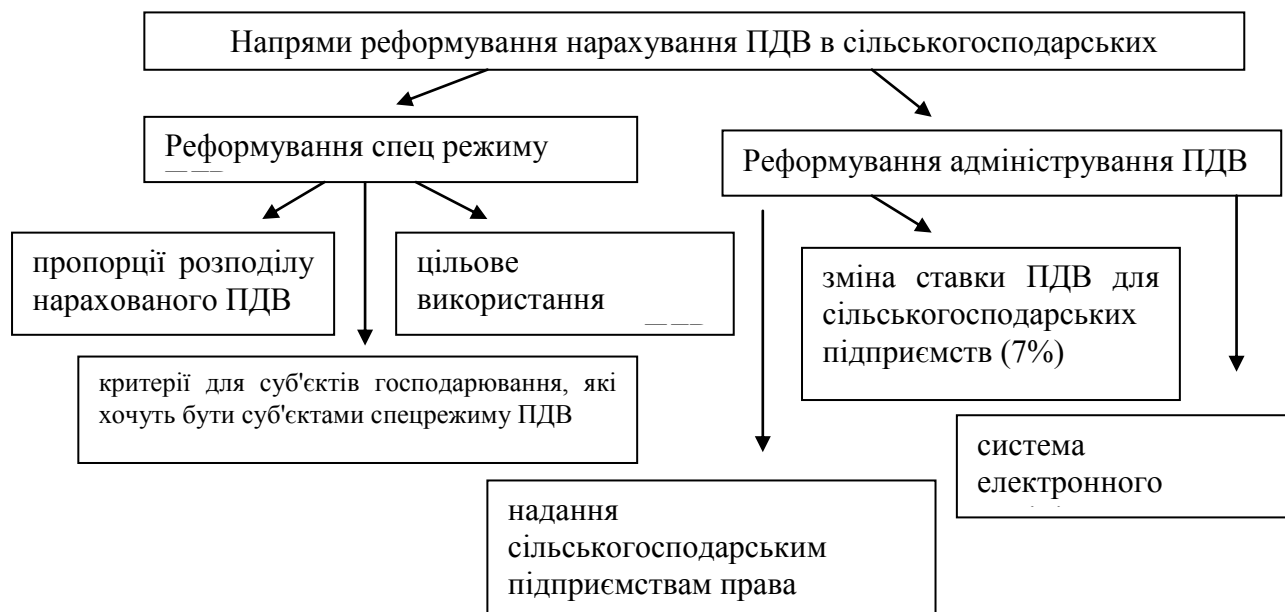 Напрями реформування нарахування ПДВ в сільськогосподарських
Реформування спец режиму
Реформування адміністрування ПДВ
пропорції розподілу
нарахованого ПДВ
цільове
використання
зміна ставки ПДВ для
сільськогосподарських
підприємств (7%)
критерії для суб'єктів господарювання, які
хочуть бути суб'єктами спецрежиму ПДВ
система
електронного
надання
сільськогосподарським
підприємствам права